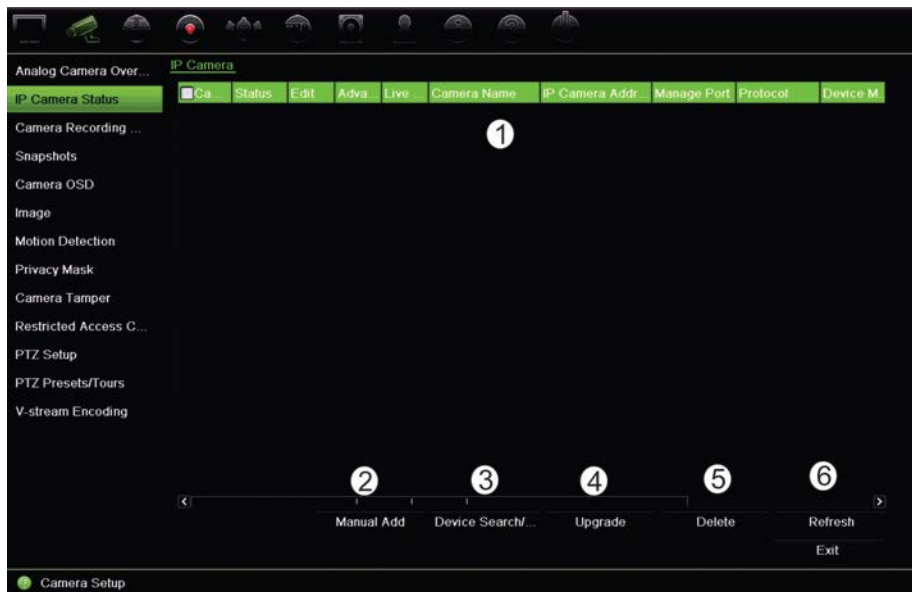 IP Camera
Analog Camera Over...
IP Camera Status
Camera Recording ...
Snapshots
Camera OSD
Image
Motion Detection
Privacy Mask
Camera Tamper
Restricted Access C...
PTZ Setup
PTZ Presets/Tours
V-stream Encoding
Ca... Status Edit Adva... Live ... Camera Name IP Camera Addr... Manage Port Protocol Device M...
1
2 3 4 5 6
Manual Add Device Search/... Upgrade Delete Refresh
Exit
Camera Setup